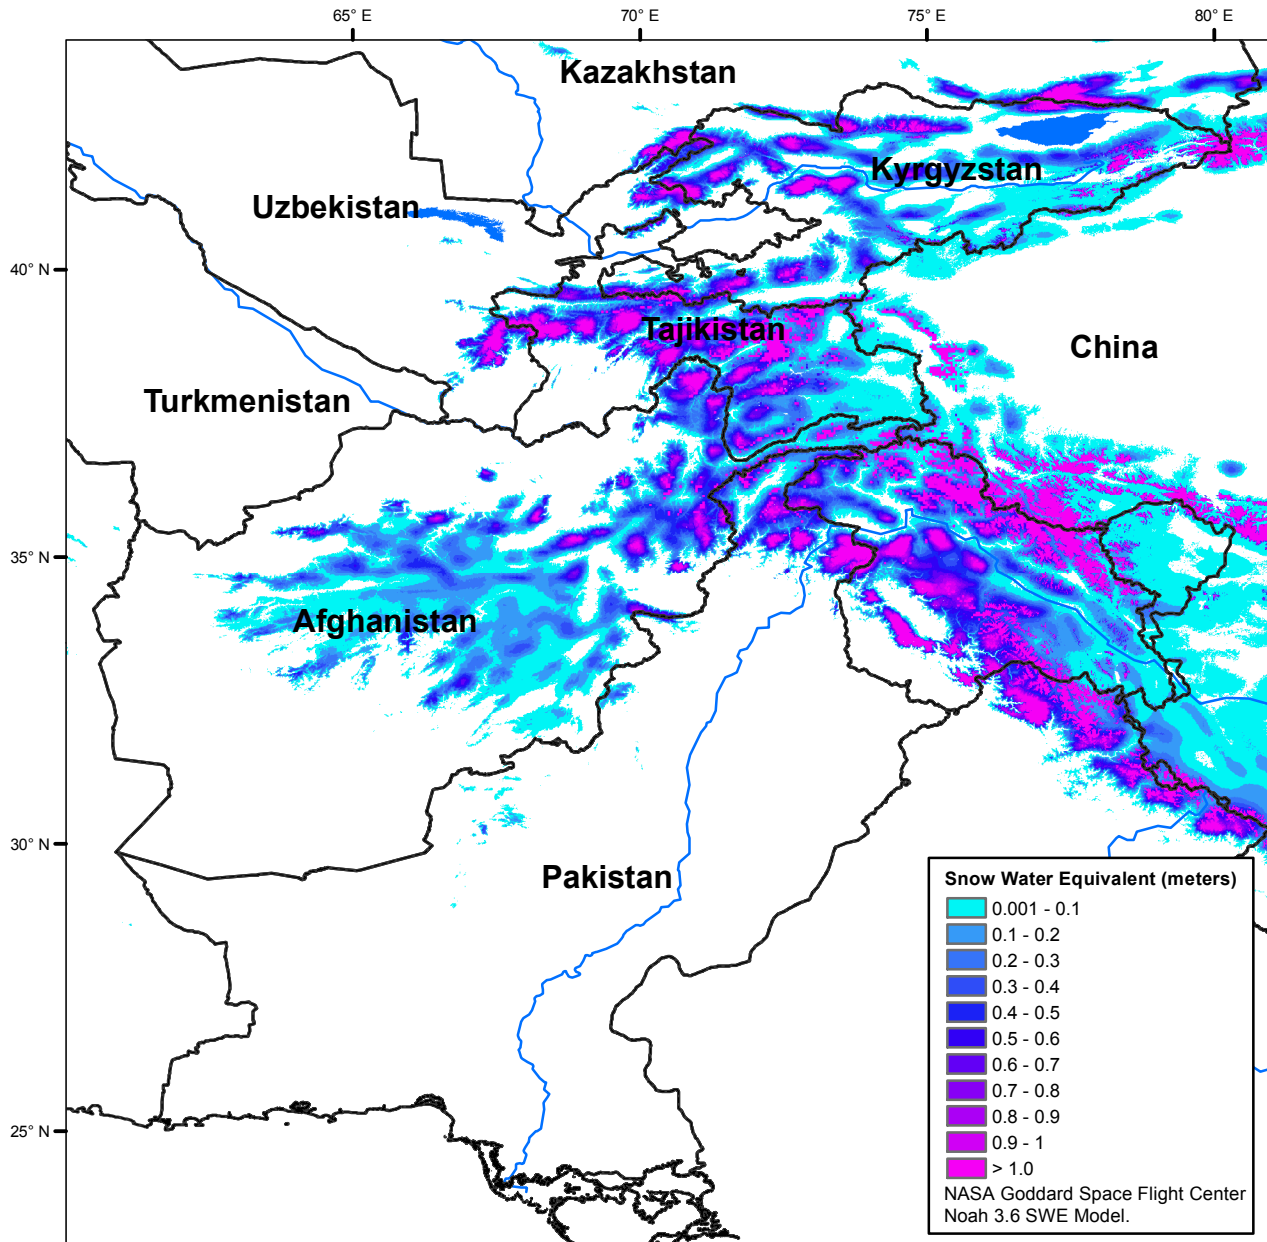 65° E
70° E
75° E
80° E
Kazakhstan
Kyrgyzstan
Uzbekistan
40° N
Tajikistan
China
Turkmenistan
35° N
Afghanistan
30° N
Pakistan
25° N
Snow Water Equivalent (meters)
0.001 - 0.1
0.1 - 0.2
0.2 - 0.3
0.3 - 0.4
0.4 - 0.5
0.5 - 0.6
0.6 - 0.7
0.7 - 0.8
0.8 - 0.9
0.9 - 1
> 1.0
NASA Goddard Space Flight Center
Noah 3.6 SWE Model.